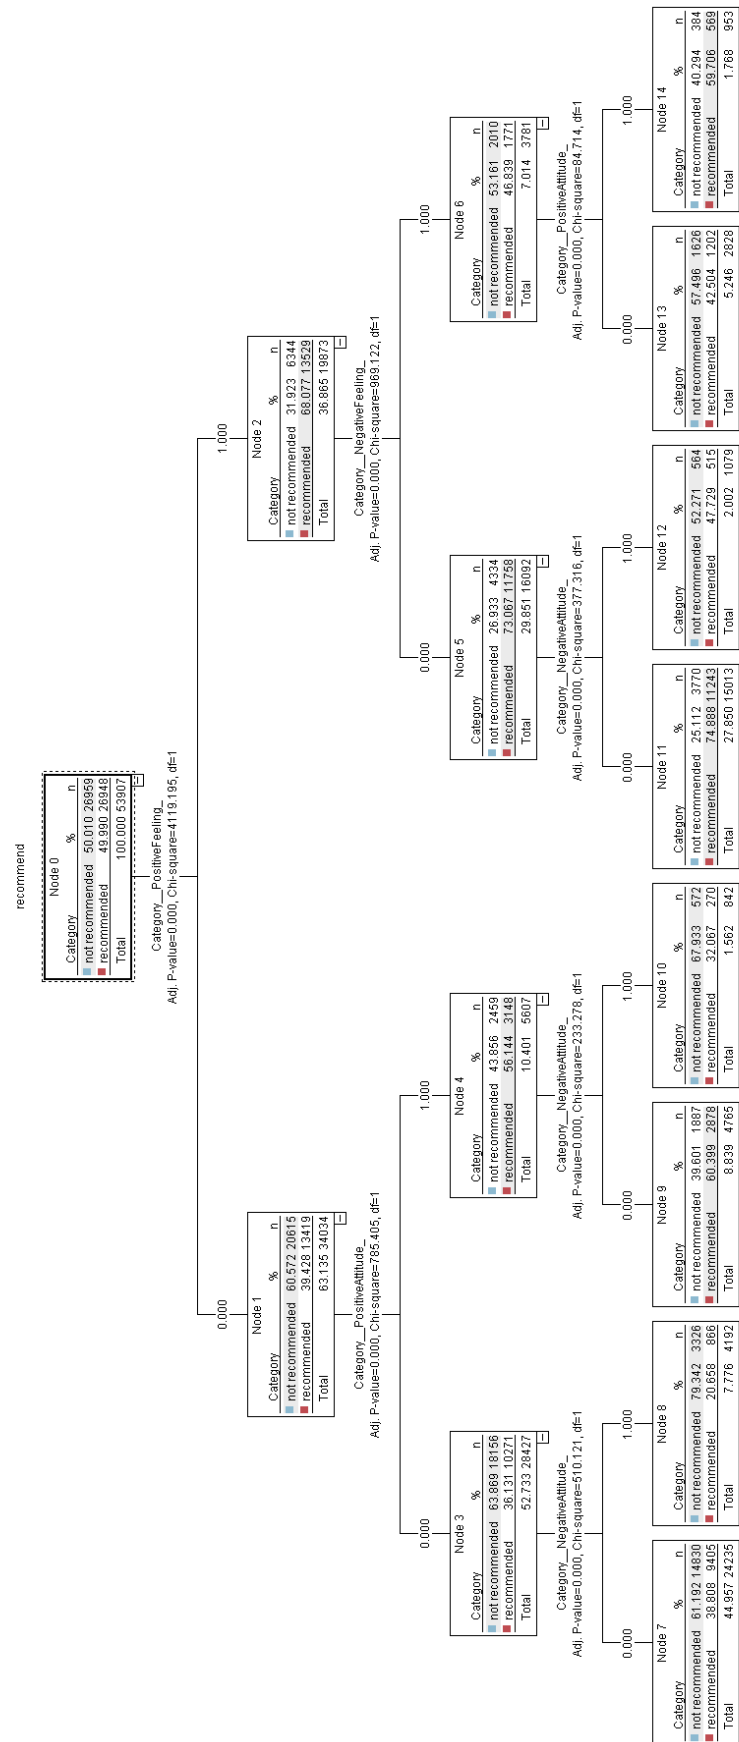 recommend
Node 0
Category % n
not recommended 50.010 26959
recommended 49.990 26948
Total 100.000 53907
Category__PositiveFeeling_
Adj. P-value=0.000, Chi-square=4119.195, df=1
0.000
1.000
Node 1
Category % n
not recommended 60.572 20615
recommended 39.428 13419
Total 63.135 34034
Category__PositiveAttitude_
Adj. P-value=0.000, Chi-square=785.405, df=1
Node 2
Category % n
not recommended 31.923 6344
recommended 68.077 13529
Total 36.865 19873
Category__NegativeFeeling_
Adj. P-value=0.000, Chi-square=969.122, df=1
0.000
1.000
0.000
1.000
Node 3
Category % n
not recommended 63.869 18156
recommended 36.131 10271
Total 52.733 28427
Category__NegativeAttitude_
Adj. P-value=0.000, Chi-square=510.121, df=1
Node 4
Category % n
not recommended 43.856 2459
recommended 56.144 3148
Total 10.401 5607
Category__NegativeAttitude_
Adj. P-value=0.000, Chi-square=233.278, df=1
Node 5
Category % n
not recommended 26.933 4334
recommended 73.067 11758
Total 29.851 16092
Category__NegativeAttitude_
Adj. P-value=0.000, Chi-square=377.316, df=1
Node 6
Category % n
not recommended 53.161 2010
recommended 46.839 1771
Total 7.014 3781
Category__PositiveAttitude_
Adj. P-value=0.000, Chi-square=84.714, df=1
0.000
1.000
0.000
1.000
0.000
1.000
0.000
1.000
Node 7
Category % n
not recommended 61.192 14830
recommended 38.808 9405
Total 44.957 24235
Node 8
Category % n
not recommended 79.342 3326
recommended 20.658 866
Total 7.776 4192
Node 9
Category % n
not recommended 39.601 1887
recommended 60.399 2878
Total 8.839 4765
Node 10
Category % n
not recommended 67.933 572
recommended 32.067 270
Total 1.562 842
Node 11
Category % n
not recommended 25.112 3770
recommended 74.888 11243
Total 27.850 15013
Node 12
Category % n
not recommended 52.271 564
recommended 47.729 515
Total 2.002 1079
Node 13
Category % n
not recommended 57.496 1626
recommended 42.504 1202
Total 5.246 2828
Node 14
Category % n
not recommended 40.294 384
recommended 59.706 569
Total 1.768 953